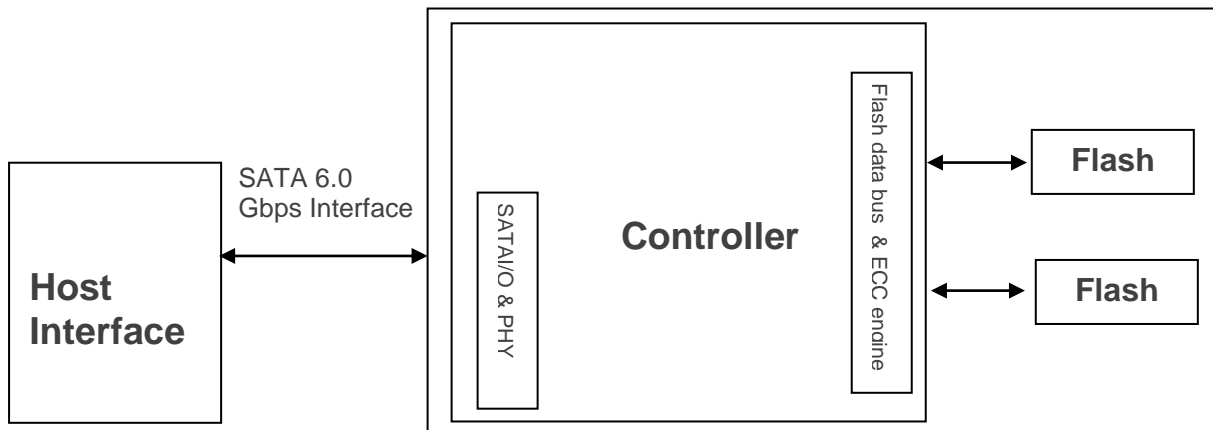 SATA 6.0
Gbps Interface
Host
Interface
SATAI/O & PHY
Controller
Flash data bus & ECC engine
Flash
Flash